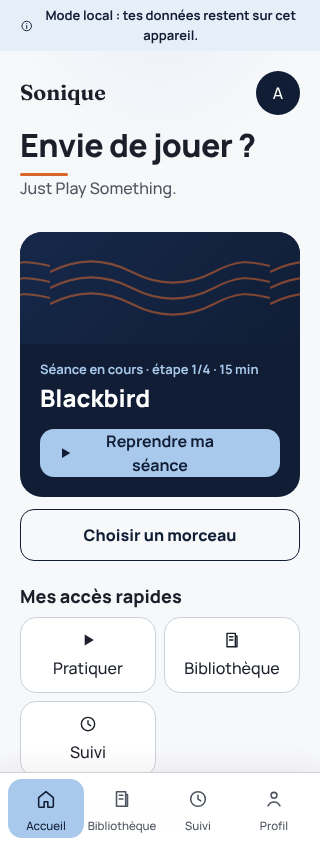 Mode local : tes données restent sur cet
appareil.
Sonique
A
Envie de jouer ?
Just Play Something.
Séance en cours · étape 1/4 · 15 min
Blackbird
Reprendre ma
séance
Choisir un morceau
Mes accès rapides
Pratiquer
Bibliothèque
Suivi
Accueil
Bibliothèque
Suivi
Profil